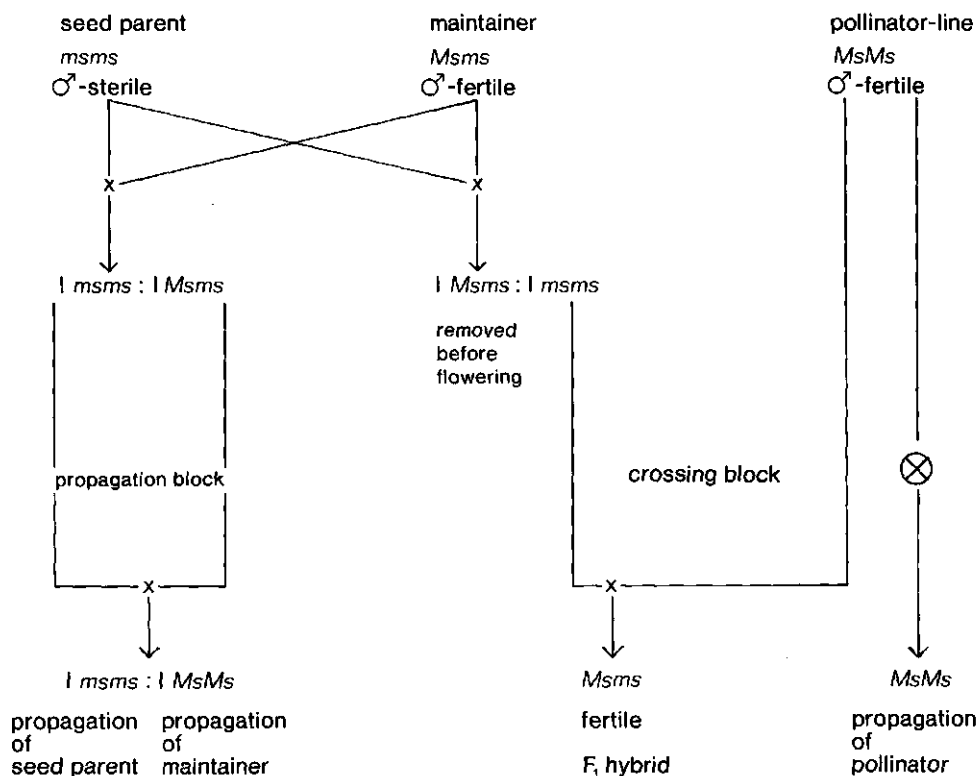 seed parent maintainer pollinator-line
msms Msms MsMs
♂-sterile ♂-fertile ♂-fertile
x x
1 msms : 1 Msms 1 Msms : 1 msms
removed
before
flowering
propagation block crossing block
x x
1 msms : 1 MsMs Msms MsMs
propagation propagation fertile propagation
of of of
seed parent maintainer F₁ hybrid pollinator